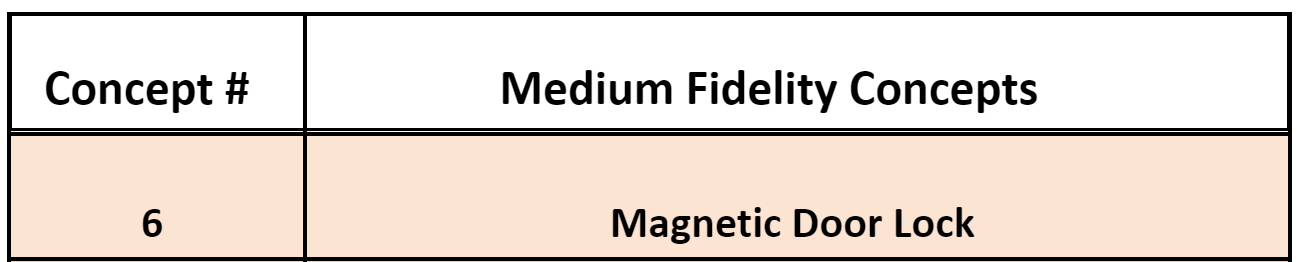 Concept # Medium Fidelity Concepts
6 Magnetic Door Lock